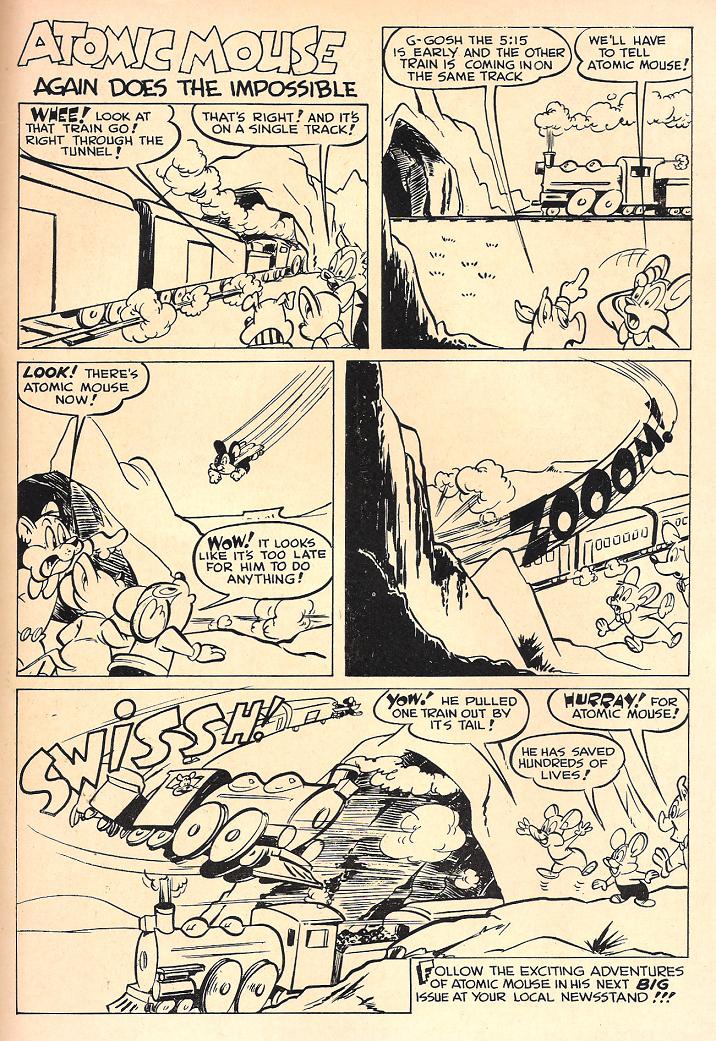 ATOMIC MOUSE
AGAIN DOES THE IMPOSSIBLE
WHEE! LOOK AT
THAT TRAIN GO!
RIGHT THROUGH THE
TUNNEL!
THAT'S RIGHT! AND IT'S
ON A SINGLE TRACK!
G-GOSH THE 5:15
IS EARLY AND THE OTHER
TRAIN IS COMING IN ON
THE SAME TRACK
WE'LL HAVE
TO TELL
ATOMIC MOUSE!
LOOK! THERE'S
ATOMIC MOUSE
NOW!
WOW! IT LOOKS
LIKE IT'S TOO LATE
FOR HIM TO DO
ANYTHING!
ZOOOM!
SWISSH!
YOW! HE PULLED
ONE TRAIN OUT BY
ITS TAIL!
HURRAY! FOR
ATOMIC MOUSE!
HE HAS SAVED
HUNDREDS OF
LIVES!
FOLLOW THE EXCITING ADVENTURES
OF ATOMIC MOUSE IN HIS NEXT BIG
ISSUE AT YOUR LOCAL NEWSSTAND!!!